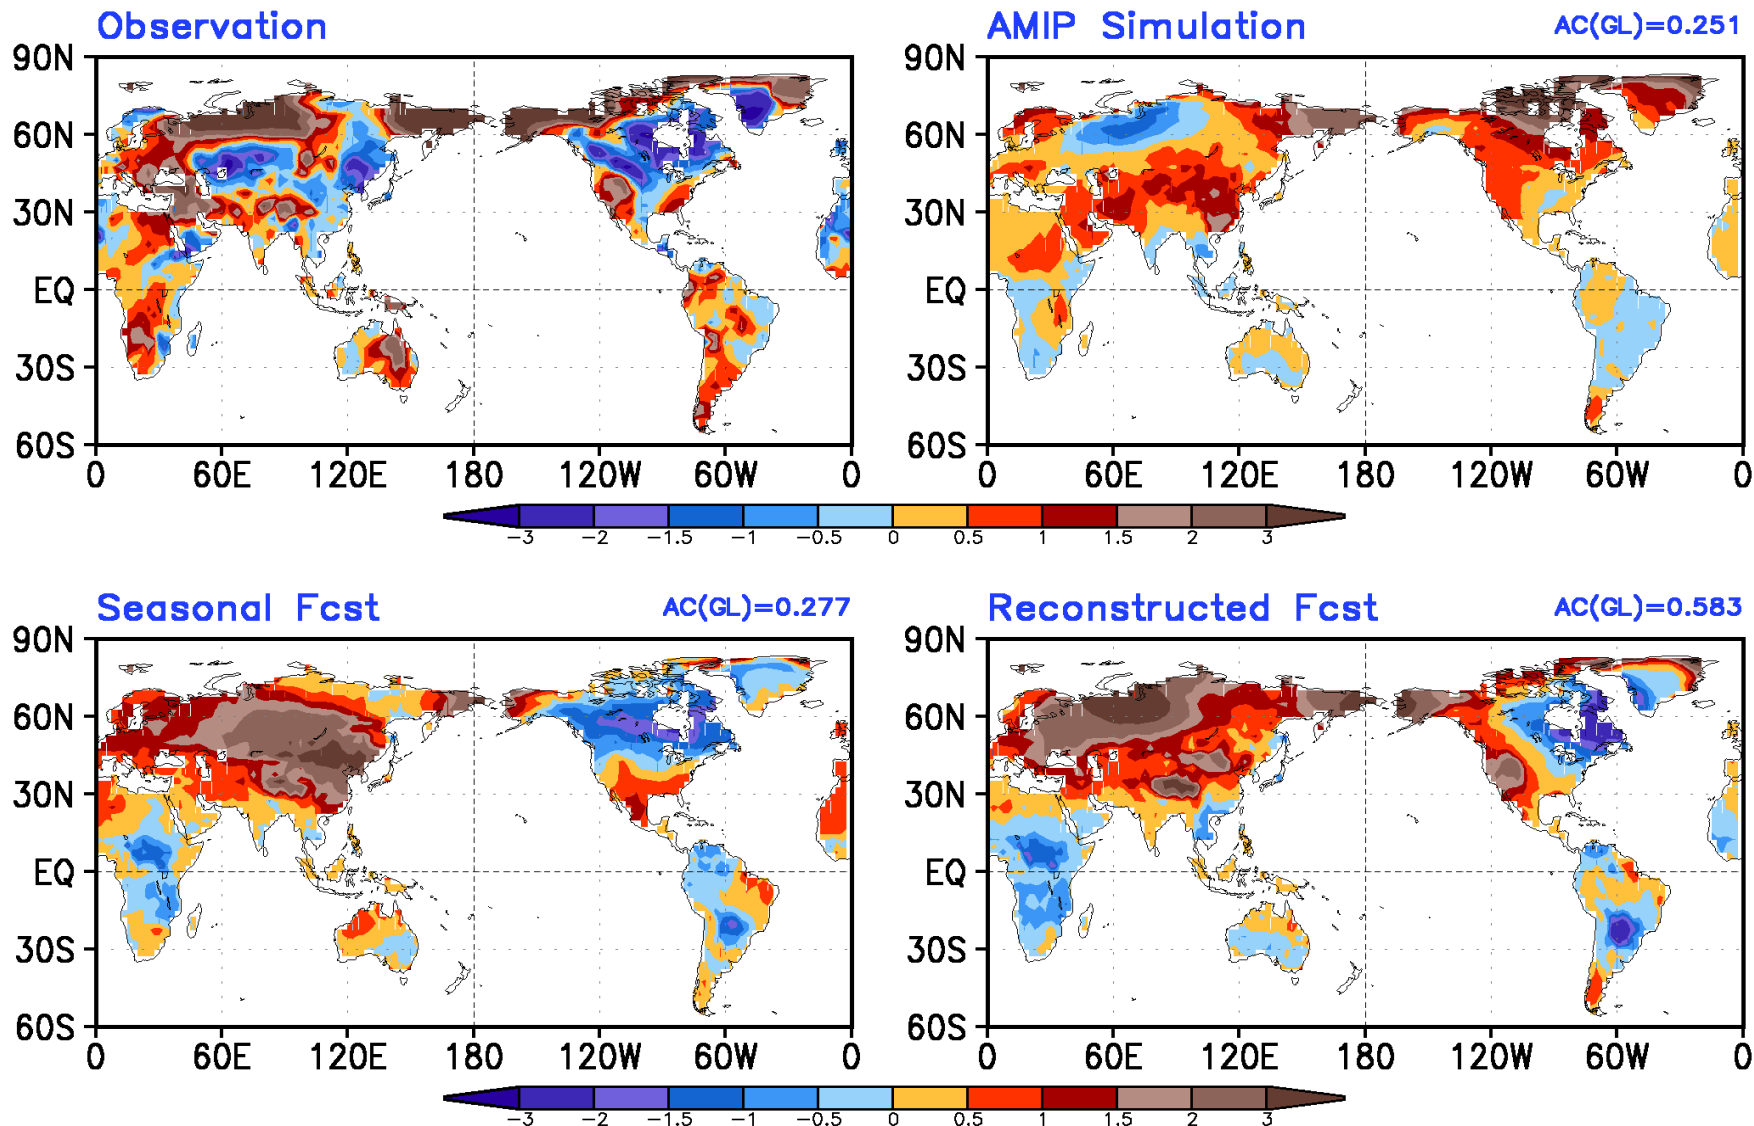 Observation
AMIP Simulation AC(GL)=0.251
90N 90N
60N 60N
30N 30N
EQ EQ
30S 30S
60S 60S
0 60E 120E 180 120W 60W 0 0 60E 120E 180 120W 60W 0
-3 -2 -1.5 -1 -0.5 0 0.5 1 1.5 2 3
Seasonal Fcst AC(GL)=0.277
Reconstructed Fcst AC(GL)=0.583
90N 90N
60N 60N
30N 30N
EQ EQ
30S 30S
60S 60S
0 60E 120E 180 120W 60W 0 0 60E 120E 180 120W 60W 0
-3 -2 -1.5 -1 -0.5 0 0.5 1 1.5 2 3